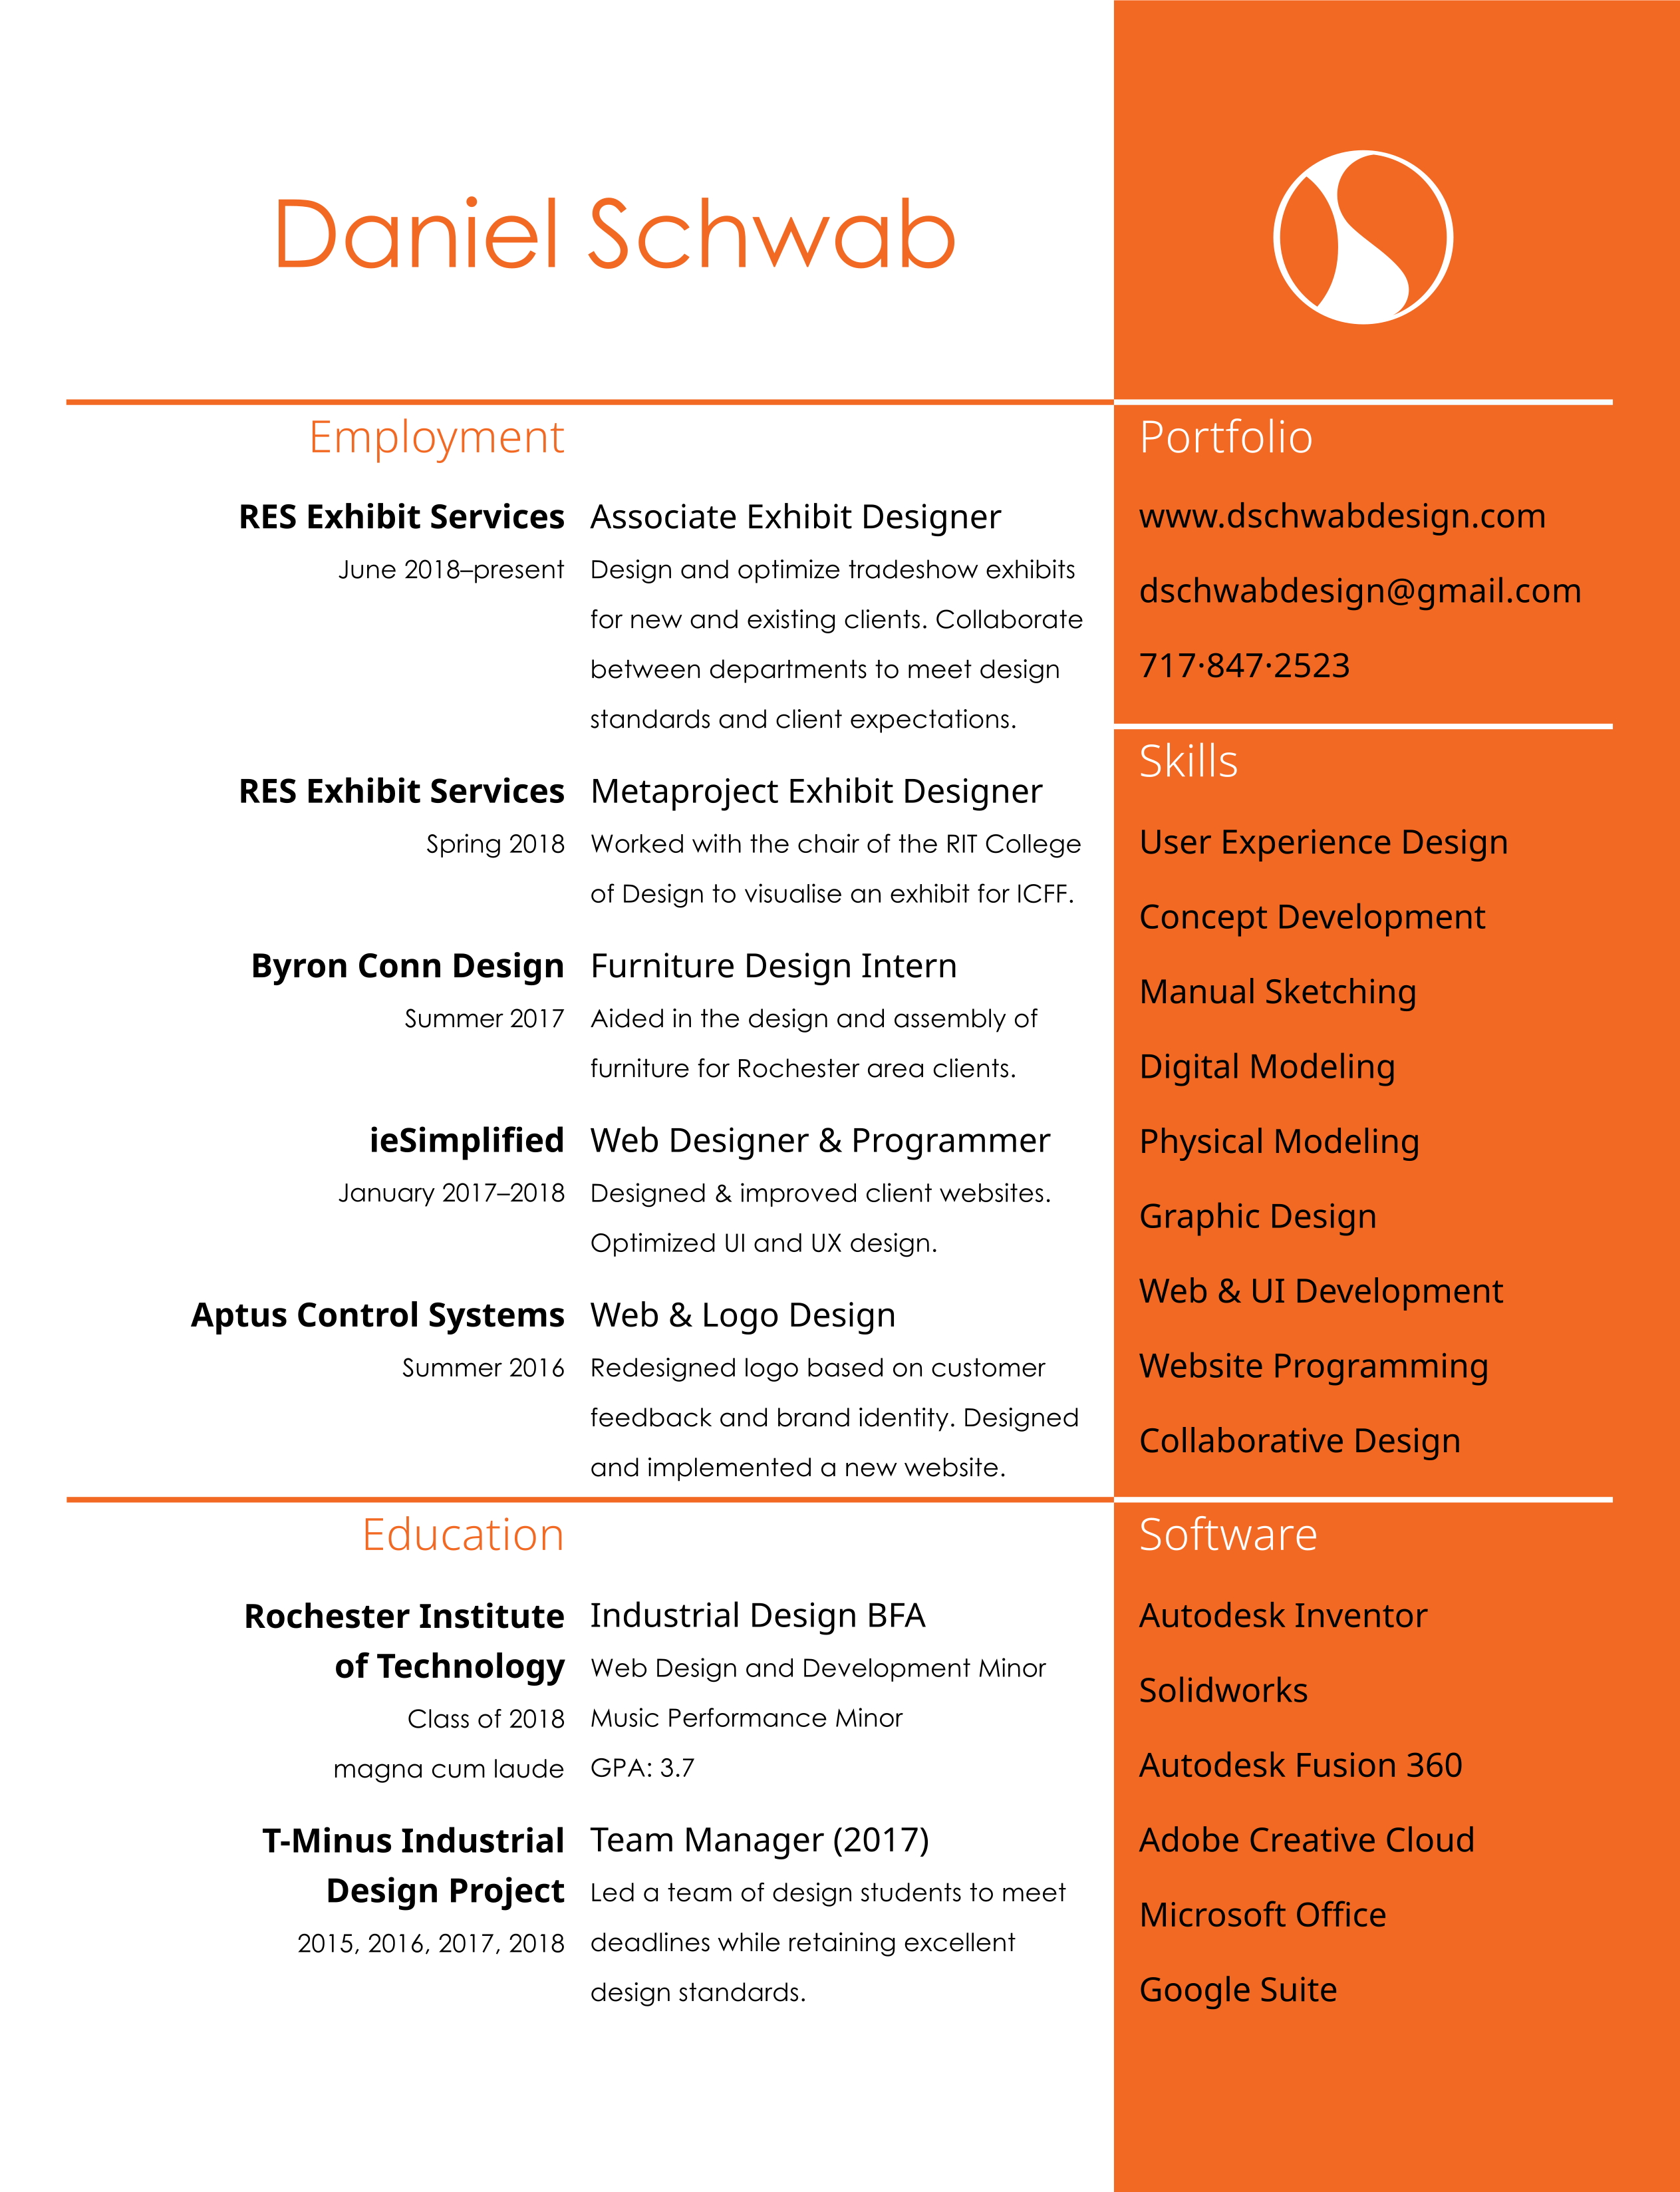 Daniel Schwab
Employment
RES Exhibit Services
June 2018–present
Associate Exhibit Designer
Design and optimize tradeshow exhibits
for new and existing clients. Collaborate
between departments to meet design
standards and client expectations.
RES Exhibit Services
Spring 2018
Metaproject Exhibit Designer
Worked with the chair of the RIT College
of Design to visualise an exhibit for ICFF.
Byron Conn Design
Summer 2017
Furniture Design Intern
Aided in the design and assembly of
furniture for Rochester area clients.
ieSimplified
January 2017–2018
Web Designer & Programmer
Designed & improved client websites.
Optimized UI and UX design.
Aptus Control Systems
Summer 2016
Web & Logo Design
Redesigned logo based on customer
feedback and brand identity. Designed
and implemented a new website.
Education
Rochester Institute
of Technology
Class of 2018
magna cum laude
Industrial Design BFA
Web Design and Development Minor
Music Performance Minor
GPA: 3.7
T-Minus Industrial
Design Project
2015, 2016, 2017, 2018
Team Manager (2017)
Led a team of design students to meet
deadlines while retaining excellent
design standards.
Portfolio
www.dschwabdesign.com
dschwabdesign@gmail.com
717·847·2523
Skills
User Experience Design
Concept Development
Manual Sketching
Digital Modeling
Physical Modeling
Graphic Design
Web & UI Development
Website Programming
Collaborative Design
Software
Autodesk Inventor
Solidworks
Autodesk Fusion 360
Adobe Creative Cloud
Microsoft Office
Google Suite